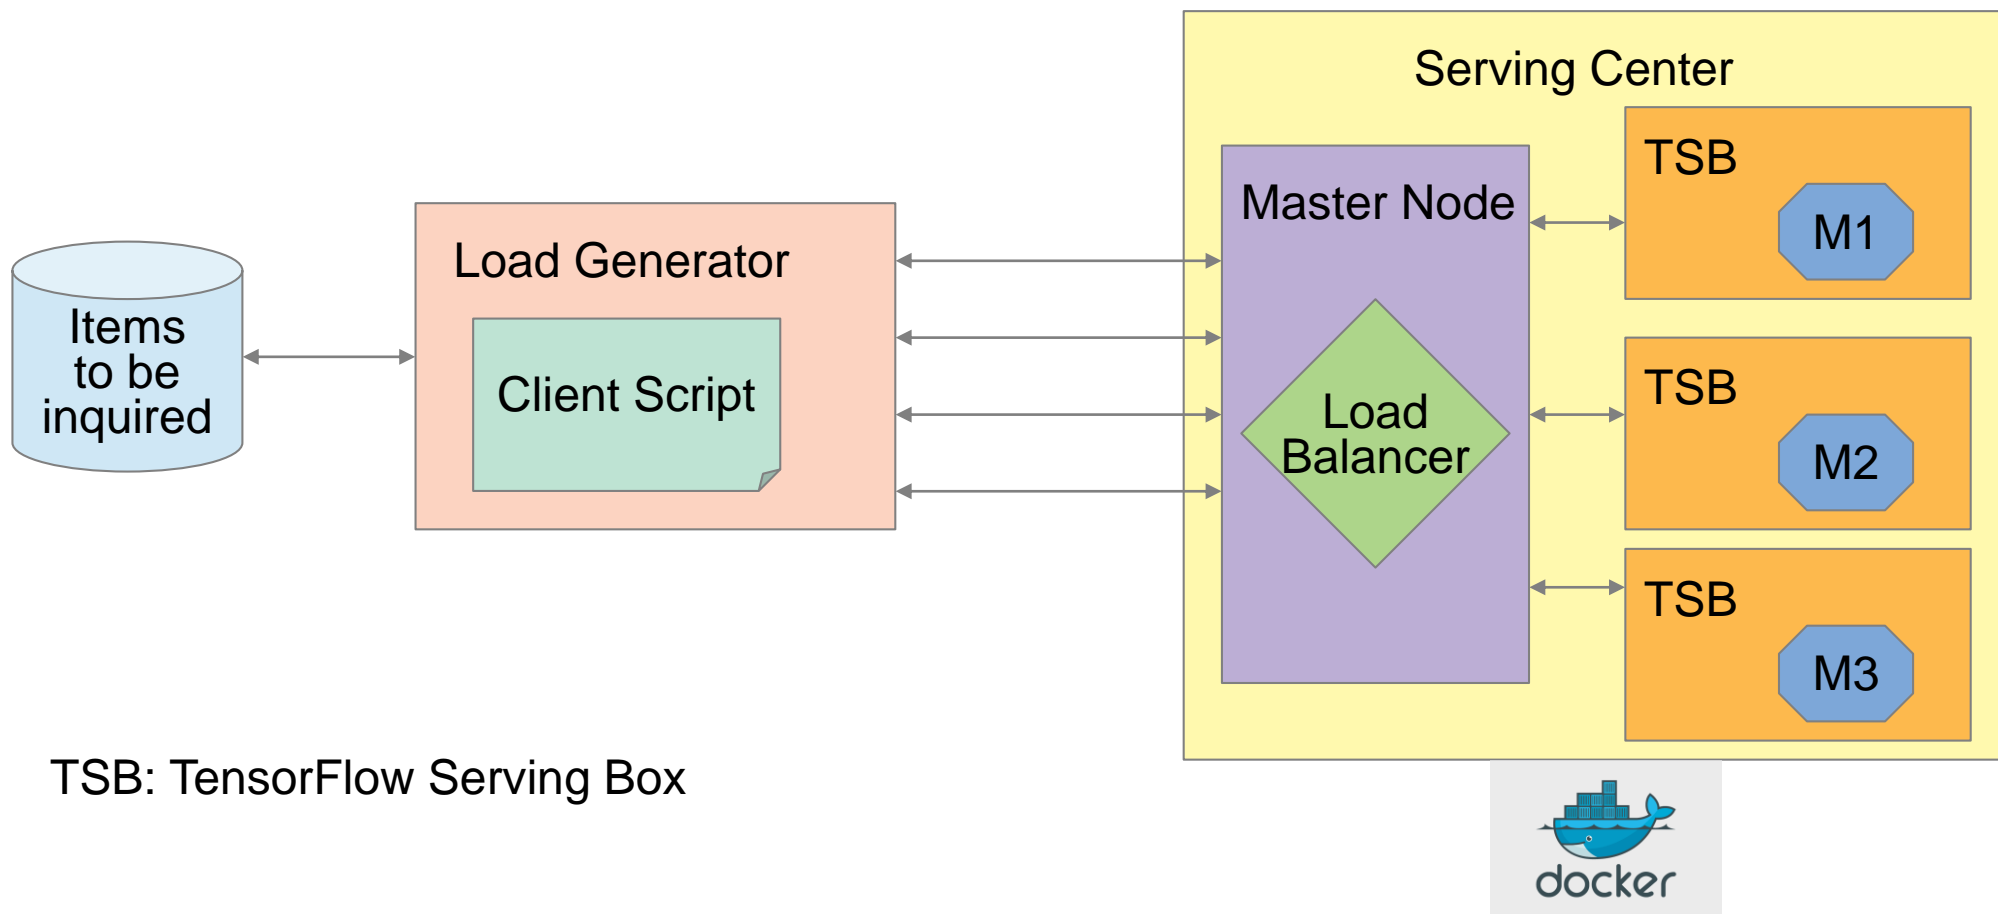 Serving Center
Items
to be
inquired
Load Generator
Client Script
Master Node
Load
Balancer
TSB
M1
TSB
M2
TSB
M3
TSB: TensorFlow Serving Box
docker